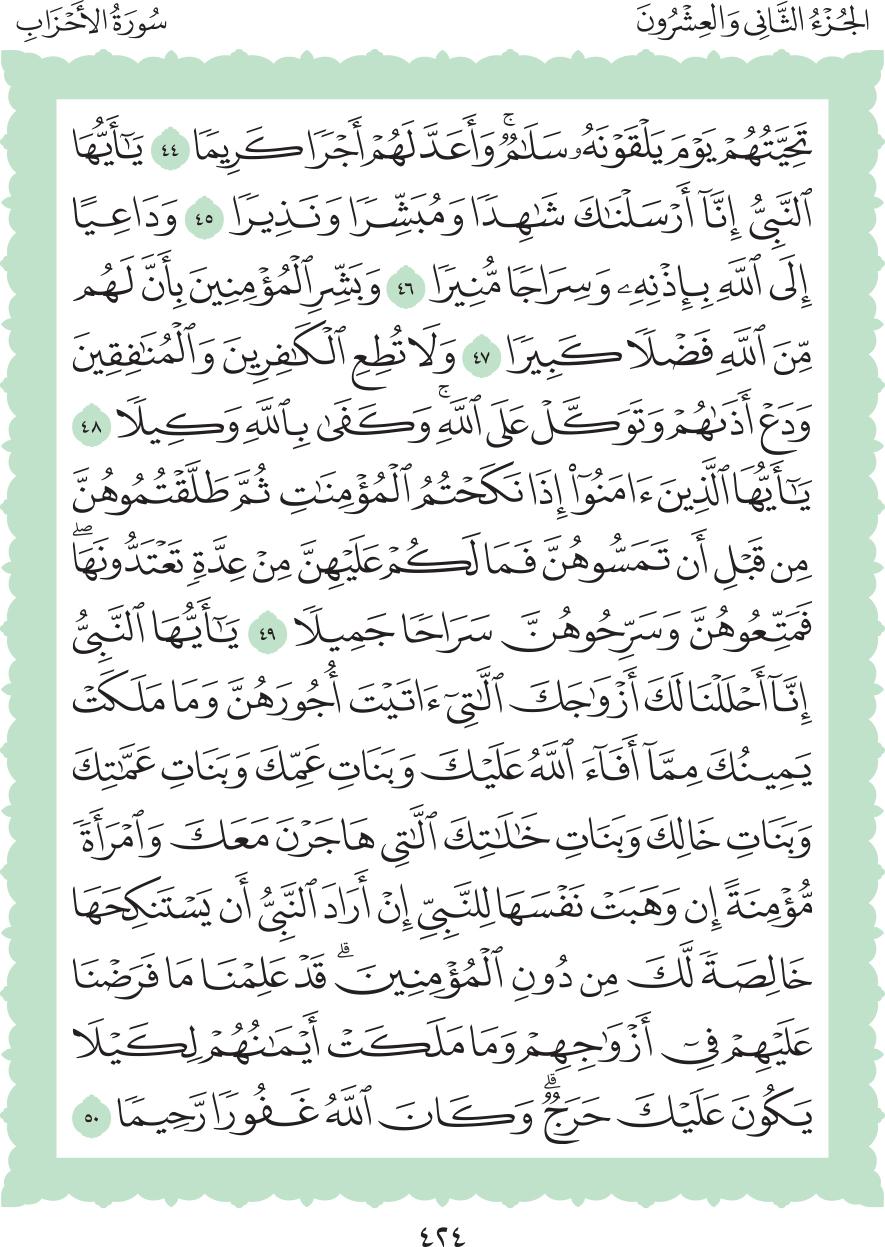 الجُزْءُ الثَّانِي وَالعِشْرُونَ
سُورَةُ الأَحْزَابِ
تَحِيَّتُهُمْ يَوْمَ يَلْقَوْنَهُۥ سَلَٰمٌۚ وَأَعَدَّ لَهُمْ أَجْرًا كَرِيمًا ٤٤ يَٰٓأَيُّهَا
ٱلنَّبِيُّ إِنَّآ أَرْسَلْنَٰكَ شَٰهِدًا وَمُبَشِّرًا وَنَذِيرًا ٤٥ وَدَاعِيًا
إِلَى ٱللَّهِ بِإِذْنِهِۦ وَسِرَاجًا مُّنِيرًا ٤٦ وَبَشِّرِ ٱلْمُؤْمِنِينَ بِأَنَّ لَهُم
مِّنَ ٱللَّهِ فَضْلًا كَبِيرًا ٤٧ وَلَا تُطِعِ ٱلْكَٰفِرِينَ وَٱلْمُنَٰفِقِينَ
وَدَعْ أَذَىٰهُمْ وَتَوَكَّلْ عَلَى ٱللَّهِۚ وَكَفَىٰ بِٱللَّهِ وَكِيلًا ٤٨
يَٰٓأَيُّهَا ٱلَّذِينَ ءَامَنُوٓا۟ إِذَا نَكَحْتُمُ ٱلْمُؤْمِنَٰتِ ثُمَّ طَلَّقْتُمُوهُنَّ
مِن قَبْلِ أَن تَمَسُّوهُنَّ فَمَا لَكُمْ عَلَيْهِنَّ مِنْ عِدَّةٍ تَعْتَدُّونَهَاۖ
فَمَتِّعُوهُنَّ وَسَرِّحُوهُنَّ سَرَاحًا جَمِيلًا ٤٩ يَٰٓأَيُّهَا ٱلنَّبِيُّ
إِنَّآ أَحْلَلْنَا لَكَ أَزْوَٰجَكَ ٱلَّٰتِىٓ ءَاتَيْتَ أُجُورَهُنَّ وَمَا مَلَكَتْ
يَمِينُكَ مِمَّآ أَفَآءَ ٱللَّهُ عَلَيْكَ وَبَنَاتِ عَمِّكَ وَبَنَاتِ عَمَّٰتِكَ
وَبَنَاتِ خَالِكَ وَبَنَاتِ خَٰلَٰتِكَ ٱلَّٰتِى هَاجَرْنَ مَعَكَ وَٱمْرَأَةً
مُّؤْمِنَةً إِن وَهَبَتْ نَفْسَهَا لِلنَّبِيِّ إِنْ أَرَادَ ٱلنَّبِيُّ أَن يَسْتَنكِحَهَا
خَالِصَةً لَّكَ مِن دُونِ ٱلْمُؤْمِنِينَۗ قَدْ عَلِمْنَا مَا فَرَضْنَا
عَلَيْهِمْ فِىٓ أَزْوَٰجِهِمْ وَمَا مَلَكَتْ أَيْمَٰنُهُمْ لِكَيْلَا
يَكُونَ عَلَيْكَ حَرَجٌۗ وَكَانَ ٱللَّهُ غَفُورًا رَّحِيمًا ٥٠
٤٢٤